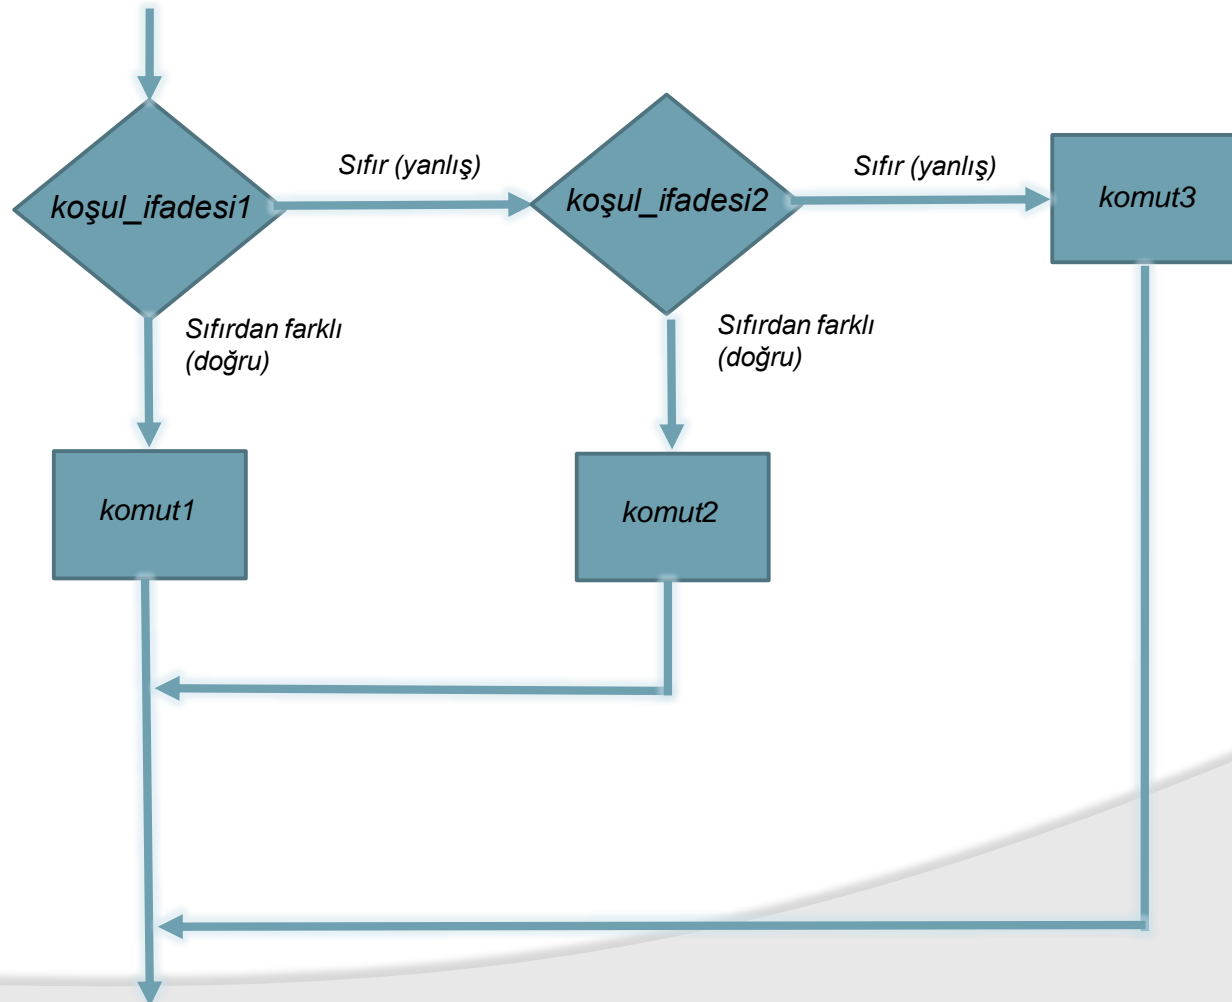 koşul_ifadesi1
Sıfır (yanlış)
koşul_ifadesi2
Sıfır (yanlış)
komut3
Sıfırdan farklı
(doğru)
Sıfırdan farklı
(doğru)
komut1
komut2